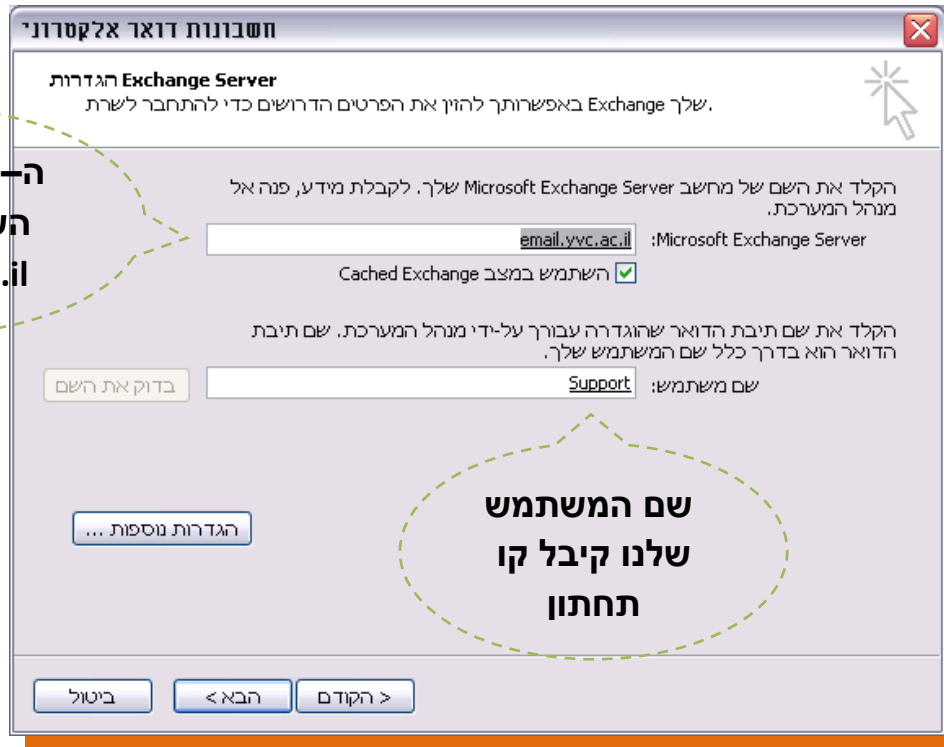 חשבונות דואר אלקטרוני
הגדרות Exchange Server
באפשרותך להזין את הפרטים הדרושים כדי להתחבר לשרת Exchange שלך.
הקלד את השם של מחשב Microsoft Exchange Server שלך. לקבלת מידע, פנה אל
מנהל המערכת.
Microsoft Exchange Server: email.yvc.ac.il
השתמש במצב Cached Exchange
ה–
.il
הקלד את שם תיבת הדואר שהוגדרה עבורך על-ידי מנהל המערכת. שם תיבת
הדואר הוא בדרך כלל שם המשתמש שלך.
שם משתמש: Support בדוק את השם
שם המשתמש
שלנו קיבל קו
תחתון
הגדרות נוספות ...
< הקודם הבא > ביטול